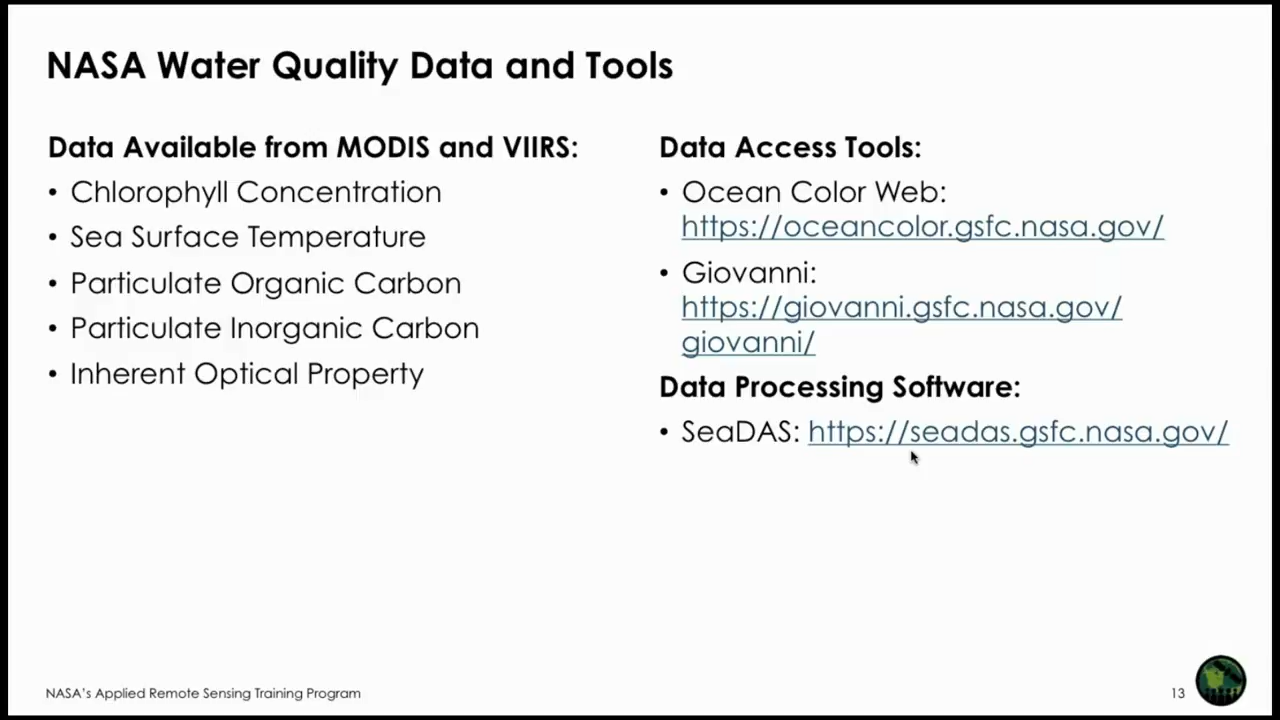 NASA Water Quality Data and Tools
Data Available from MODIS and VIIRS:
• Chlorophyll Concentration
• Sea Surface Temperature
• Particulate Organic Carbon
• Particulate Inorganic Carbon
• Inherent Optical Property
Data Access Tools:
• Ocean Color Web:
https://oceancolor.gsfc.nasa.gov/
• Giovanni:
https://giovanni.gsfc.nasa.gov/
giovanni/
Data Processing Software:
• SeaDAS: https://seadas.gsfc.nasa.gov/
NASA's Applied Remote Sensing Training Program
13